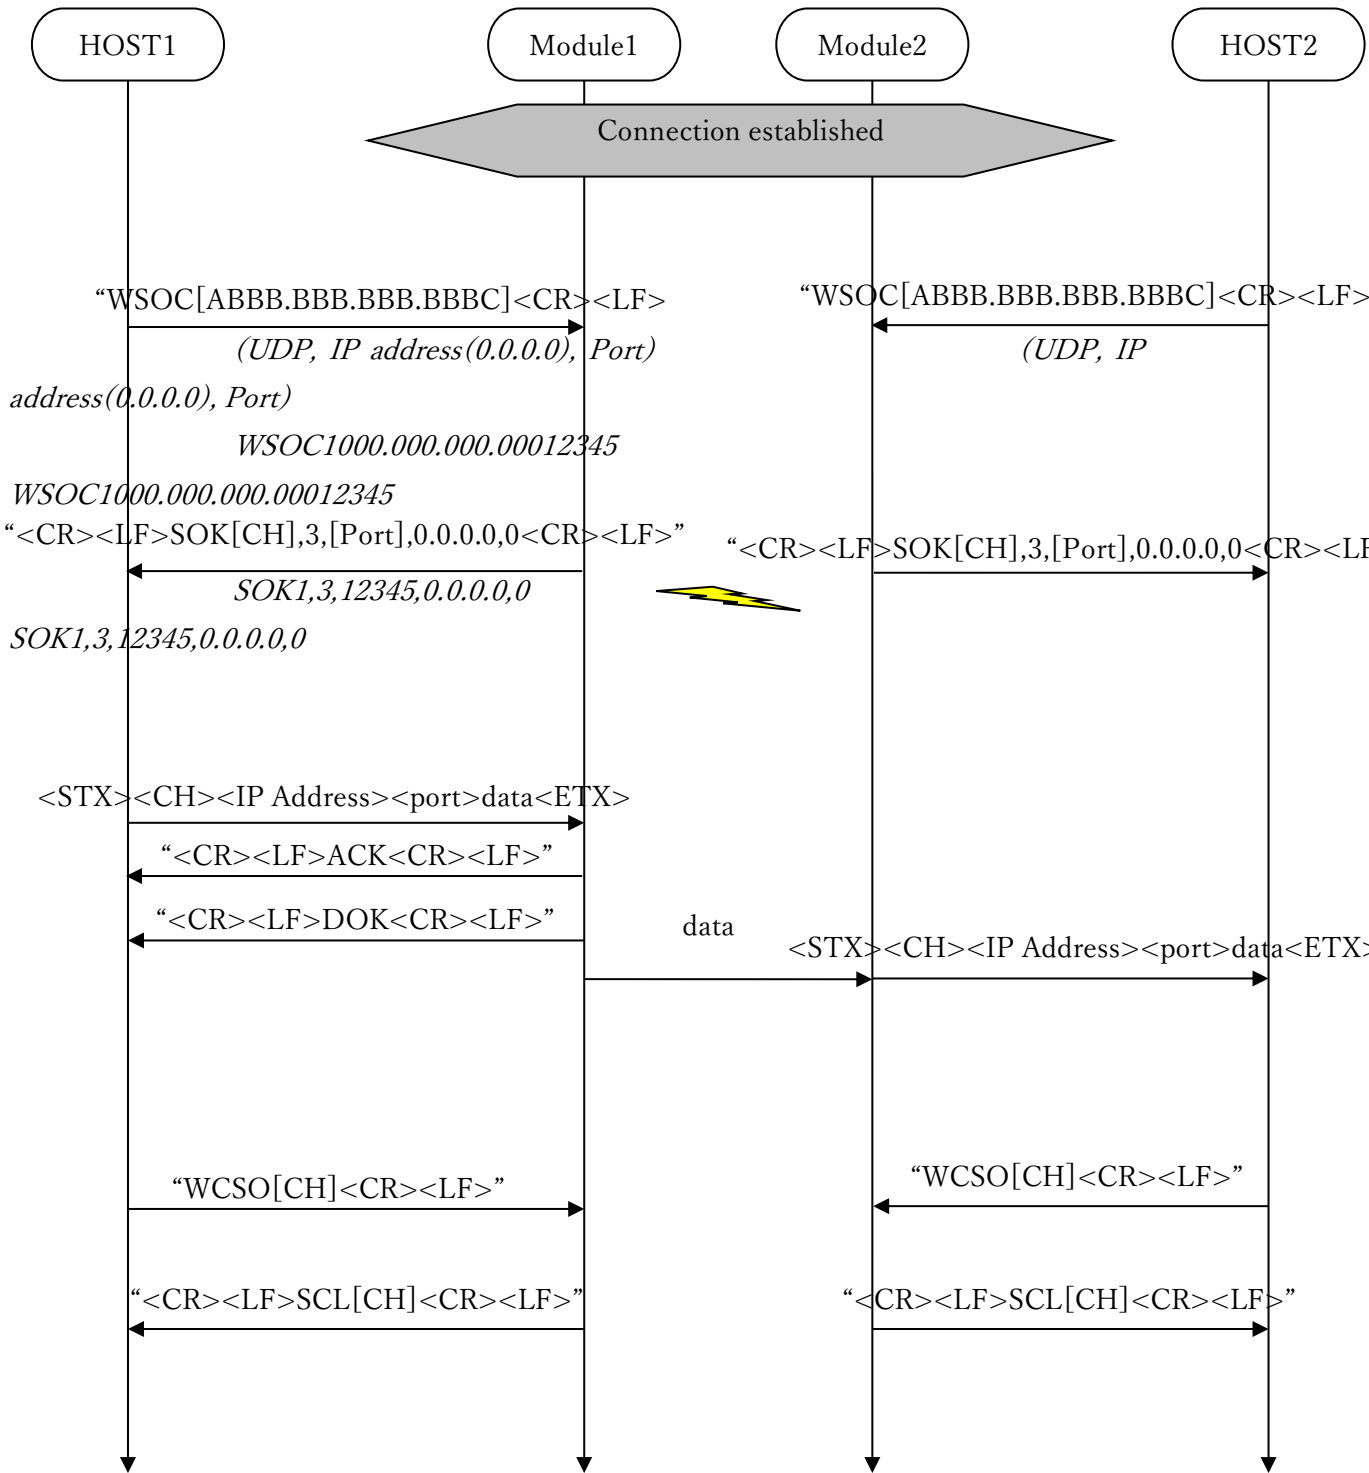 HOST1
Module1
Module2
HOST2
Connection established
“WSOC[ABBB.BBB.BBB.BBBC]<CR><LF>
“WSOC[ABBB.BBB.BBB.BBBC]<CR><LF>
(UDP, IP address(0.0.0.0), Port)
(UDP, IP
address(0.0.0.0), Port)
WSOC1000.000.000.00012345
WSOC1000.000.000.00012345
“<CR><LF>SOK[CH],3,[Port],0.0.0.0,0<CR><LF>”
“<CR><LF>SOK[CH],3,[Port],0.0.0.0,0<CR><LF
SOK1,3,12345,0.0.0.0,0
SOK1,3,12345,0.0.0.0,0
<STX><CH><IP Address><port>data<ETX>
“<CR><LF>ACK<CR><LF>”
“<CR><LF>DOK<CR><LF>”
data
<STX><CH><IP Address><port>data<ETX>
“WCSO[CH]<CR><LF>”
“WCSO[CH]<CR><LF>”
“<CR><LF>SCL[CH]<CR><LF>”
“<CR><LF>SCL[CH]<CR><LF>”